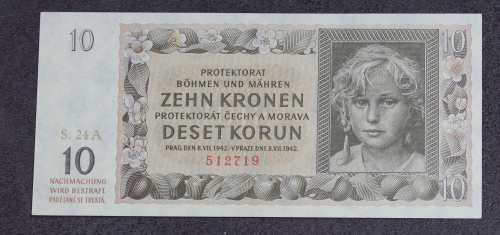 10
10
PROTEKTORAT
BÖHMEN UND MÄHREN
ZEHN KRONEN
PROTEKTORÁT ČECHY A MORAVA
DESET KORUN
PRAG, DEN 8.VII.1942 - V PRAZE DNE 8.VII.1942.
S. 24 A
512719
10
10
NACHMACHUNG
WIRD BESTRAFT.
PADĚLÁNÍ SE TRESTÁ.